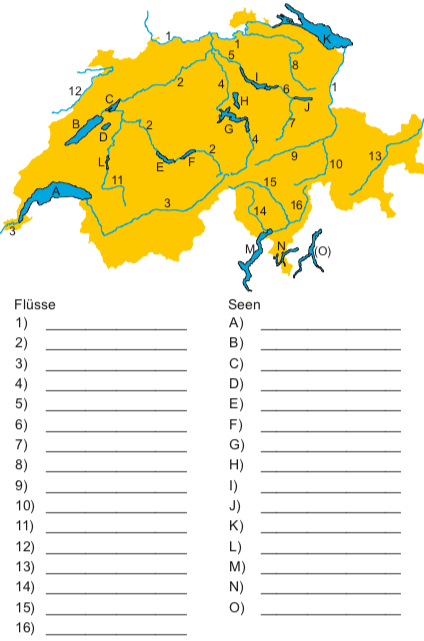 K
1
1
5
8
I
12
2
6
1
C
4
H
J
B
D
2
G
7
E
F
2
4
9
10
13
L
11
15
A
3
14
16
3
M
N
(O)
Flüsse Seen
1) A)
2) B)
3) C)
4) D)
5) E)
6) F)
7) G)
8) H)
9) I)
10) J)
11) K)
12) L)
13) M)
14) N)
15) O)
16)